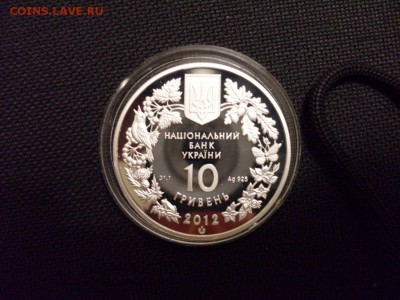 COINS.LAVE.RU
НАЦІОНАЛЬНИЙ
БАНК
УКРАЇНИ
31,1
Ag 925
10
ГРИВЕНЬ
2012